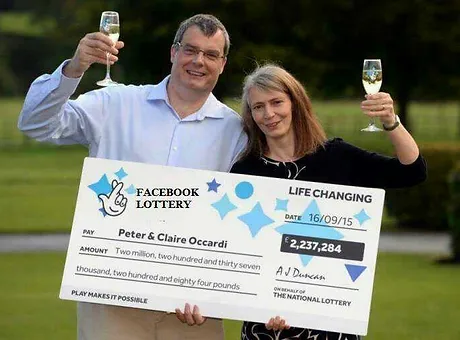 FACEBOOK
LOTTERY
LIFE CHANGING
DATE 16/09/15
PAY Peter & Claire Occardi
£ 2,237,284
AMOUNT Two million, two hundred and thirty seven
thousand, two hundred and eighty four pounds
A J Duncan
ON BEHALF OF
THE NATIONAL LOTTERY
PLAY MAKES IT POSSIBLE